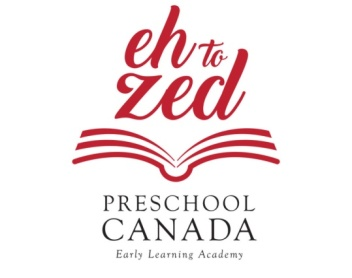 eh to
zed
PRESCHOOL
CANADA
Early Learning Academy